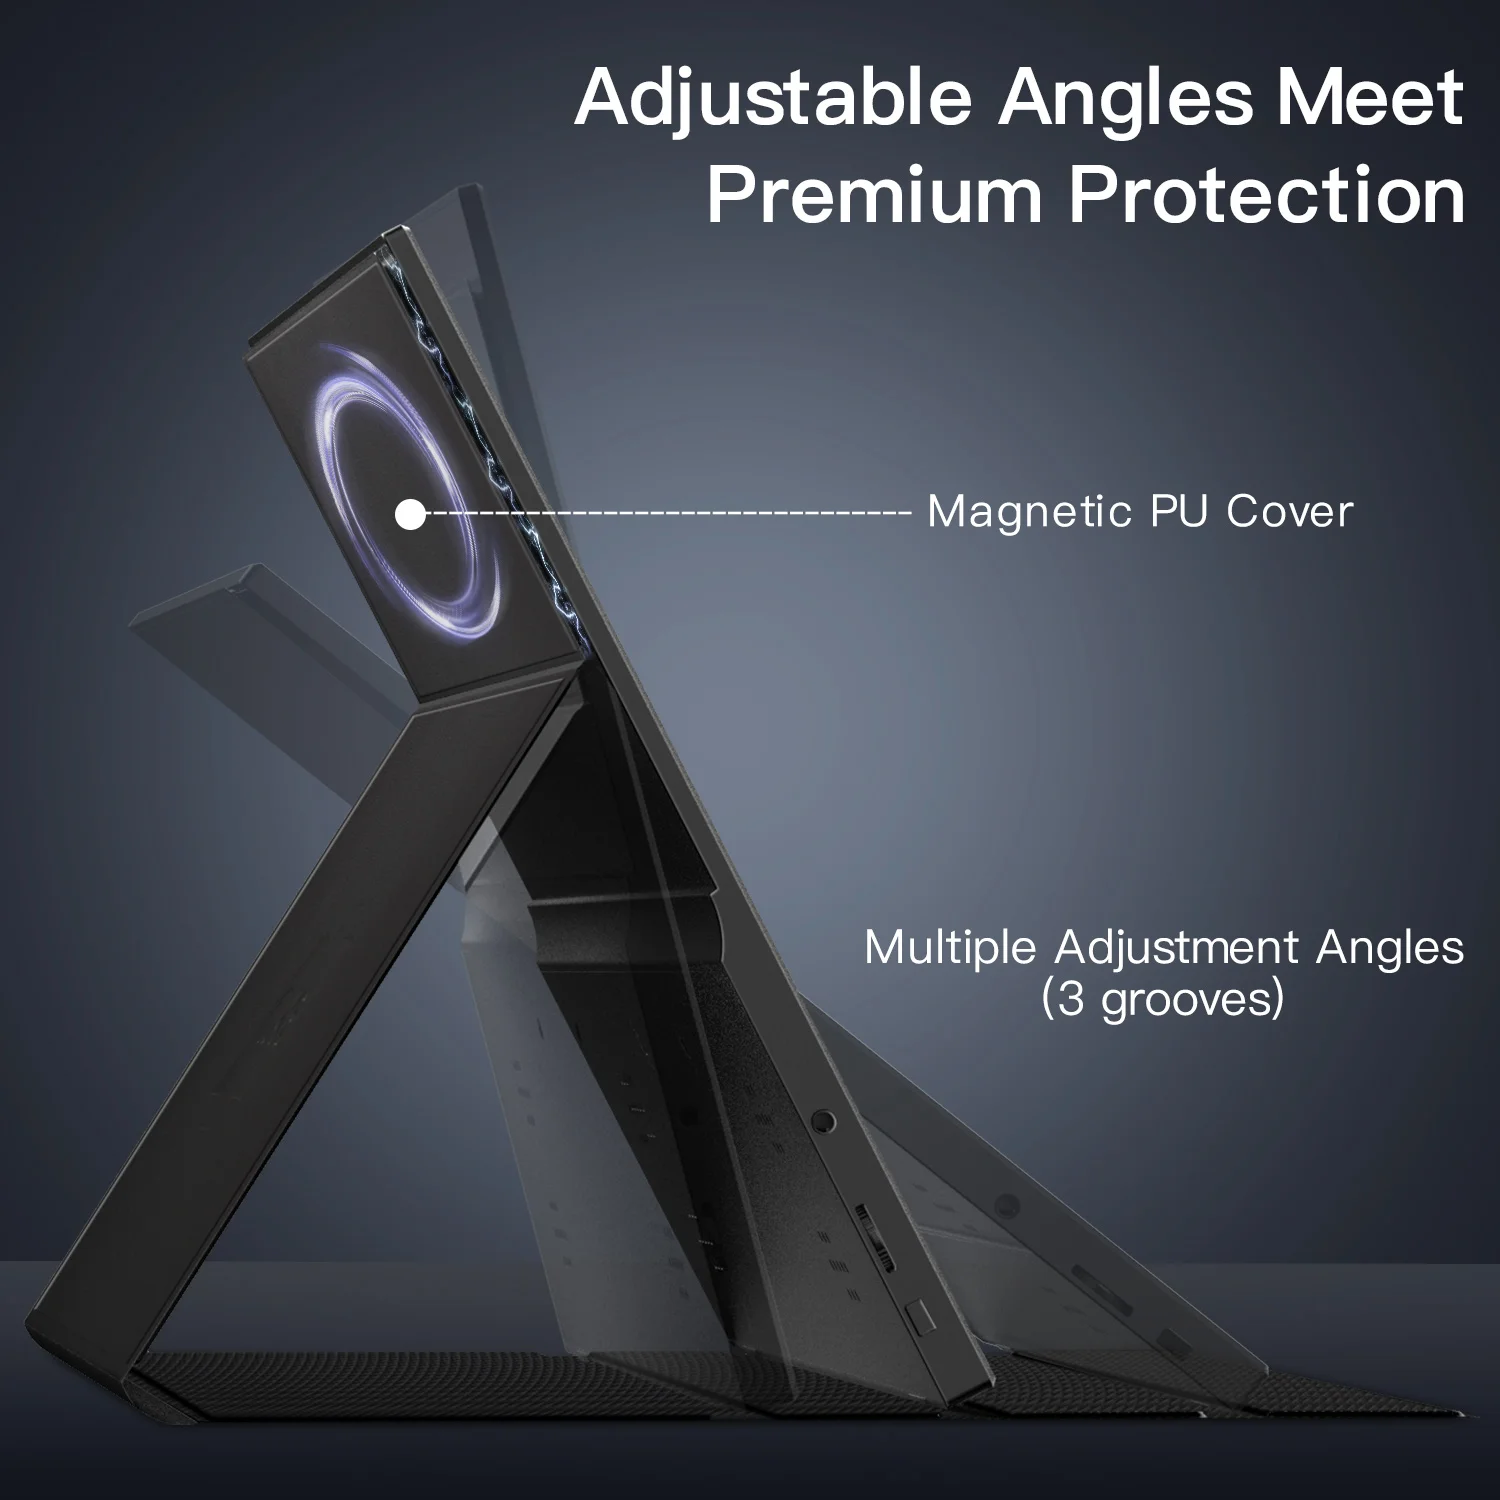 Adjustable Angles Meet
Premium Protection
Magnetic PU Cover
Multiple Adjustment Angles
(3 grooves)